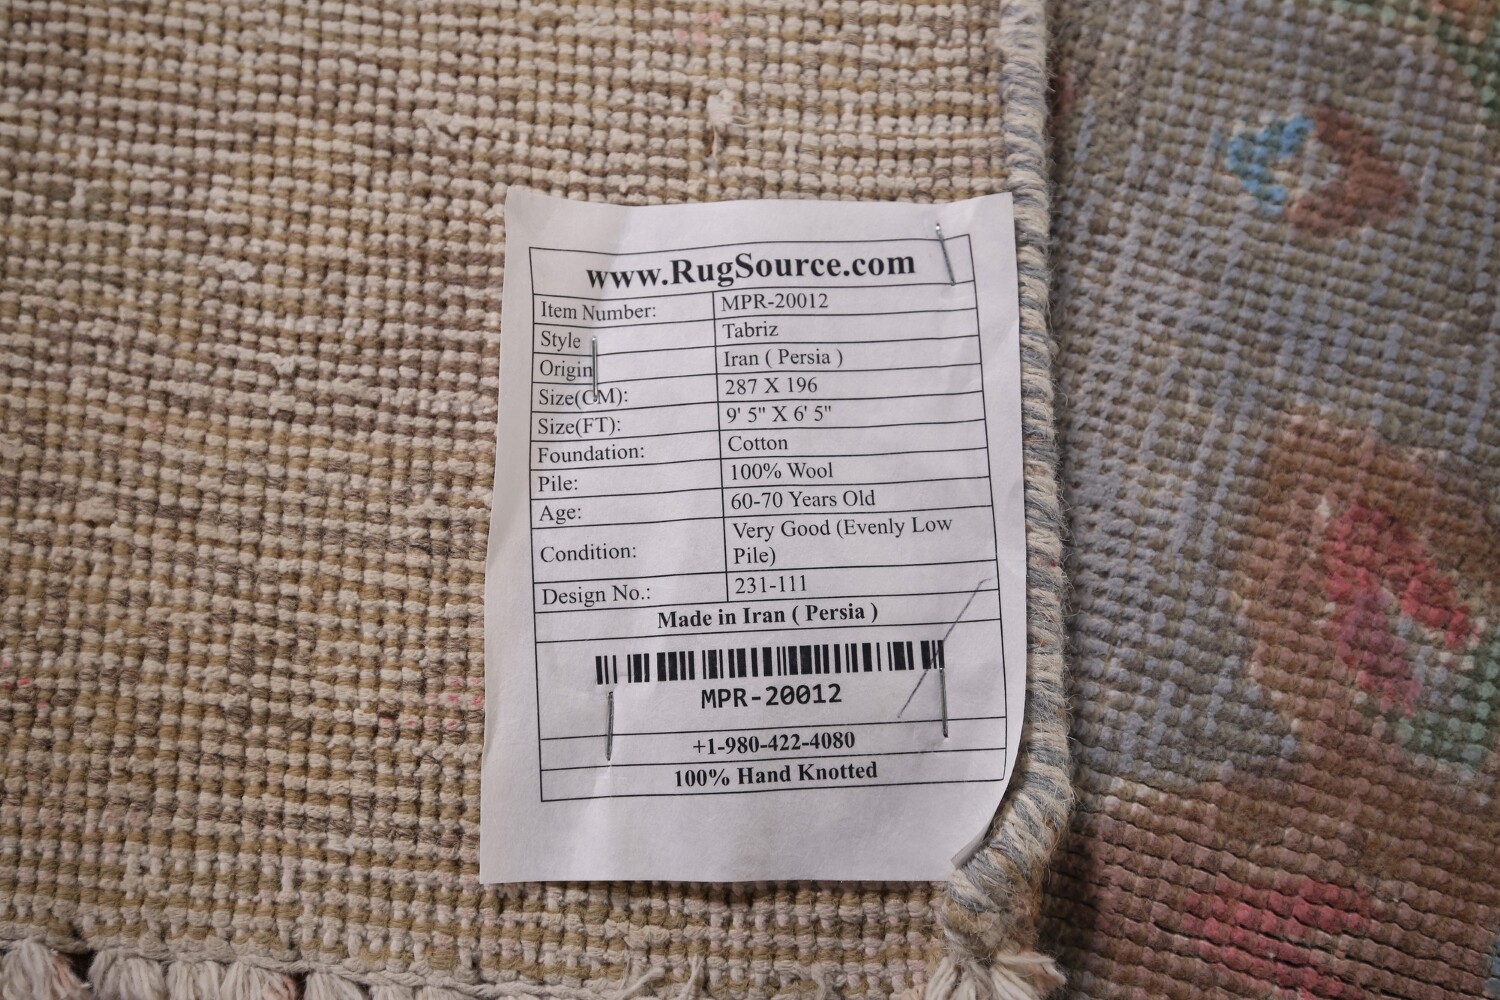 www.RugSource.com
Item Number: MPR-20012
Style Tabriz
Origin Iran ( Persia )
Size(CM): 287 X 196
Size(FT): 9' 5" X 6' 5"
Foundation: Cotton
Pile: 100% Wool
Age: 60-70 Years Old
Condition: Very Good (Evenly Low
Pile)
Design No.: 231-111
Made in Iran ( Persia )
MPR-20012
+1-980-422-4080
100% Hand Knotted